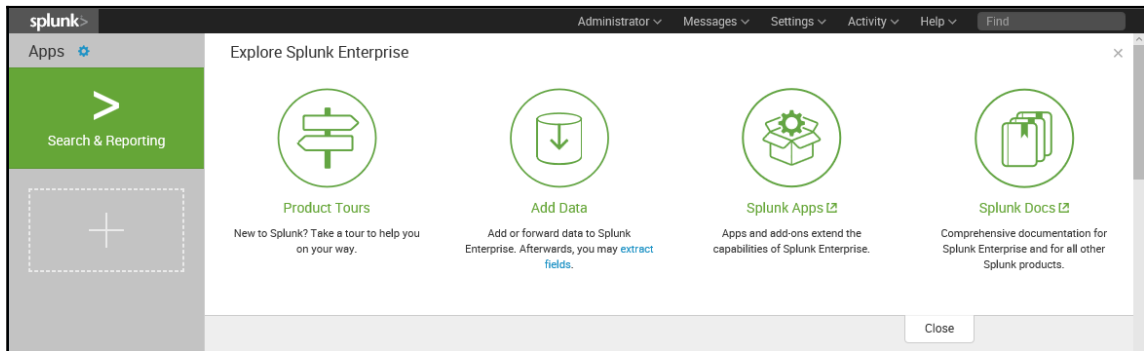 splunk>
Administrator Messages Settings Activity Help Find
Apps
Explore Splunk Enterprise
>
Search & Reporting
Product Tours
New to Splunk? Take a tour to help you
on your way.
Add Data
Add or forward data to Splunk
Enterprise. Afterwards, you may extract
fields.
Splunk Apps
Apps and add-ons extend the
capabilities of Splunk Enterprise.
Splunk Docs
Comprehensive documentation for
Splunk Enterprise and for all other
Splunk products.
Close